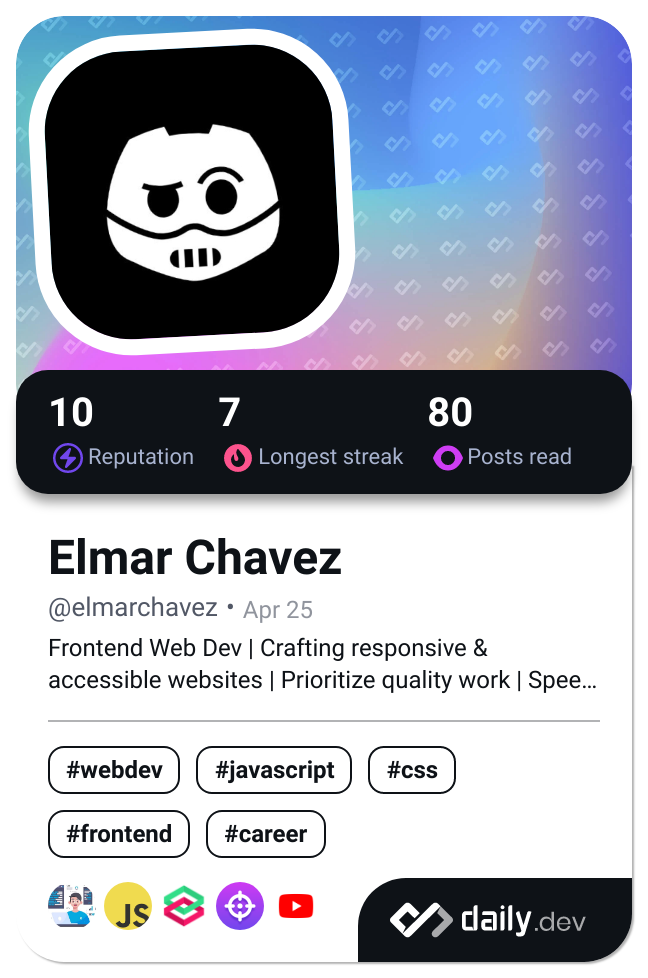 10 7 80
Reputation Longest streak Posts read
Elmar Chavez
@elmarchavez • Apr 25
Frontend Web Dev | Crafting responsive &
accessible websites | Prioritize quality work | Spee...
#webdev #javascript #css
#frontend #career
JS
daily.dev